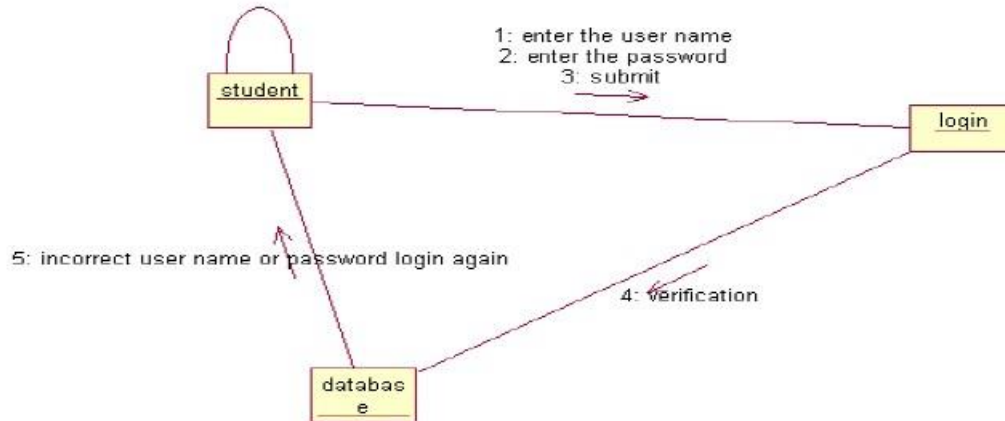 1: enter the user name
2: enter the password
3: submit
student
login
5: incorrect user name or password login again
4: verification
databas
e